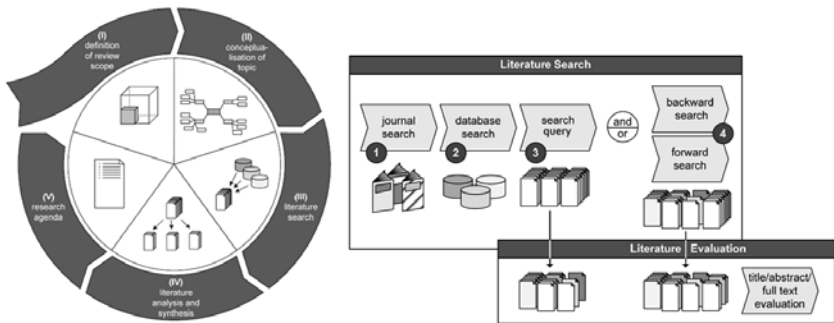 (I)
definition
of review
scope
(II)
conceptua-
lisation of
topic
(III)
literature
search
(IV)
literature
analysis and
synthesis
(V)
research
agenda
Literature Search
journal
search
1
database
search
2
search
query
3
and
or
backward
search
4
forward
search
Literature Evaluation
title/abstract/
full text
evaluation